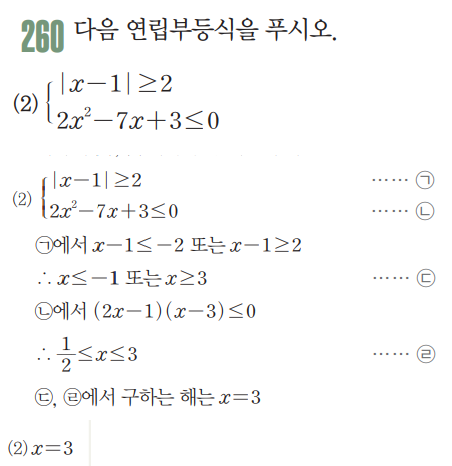 260 다음 연립부등식을 푸시오.
(2) { |x−1|≥2
2x²−7x+3≤0
(2) { |x−1|≥2 …… ㉠
2x²−7x+3≤0 …… ㉡
㉠에서 x−1≤−2 또는 x−1≥2
∴ x≤−1 또는 x≥3 …… ㉢
㉡에서 (2x−1)(x−3)≤0
∴ 1/2≤x≤3 …… ㉣
㉢, ㉣에서 구하는 해는 x=3
(2) x=3